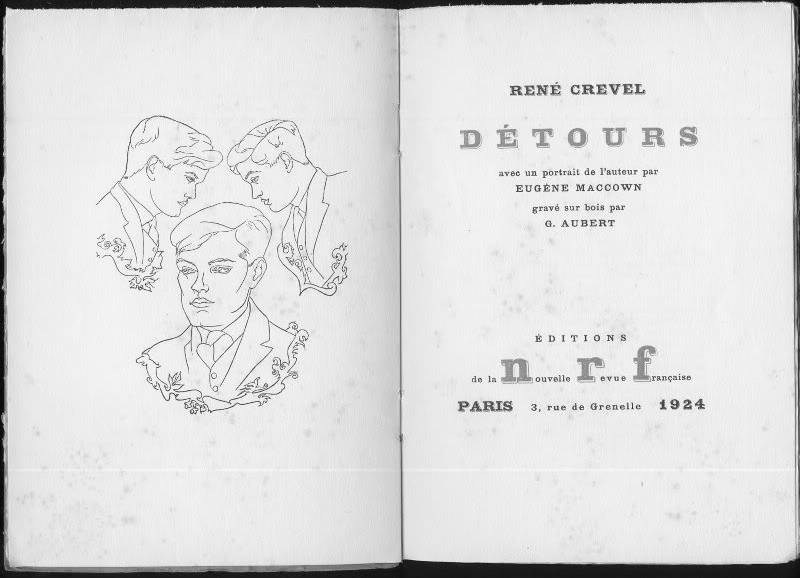 RENÉ CREVEL
DÉTOURS
avec un portrait de l'auteur par
EUGÈNE MACCOWN
gravé sur bois par
G. AUBERT
ÉDITIONS
de la nouvelle revue française
PARIS 3, rue de Grenelle 1924